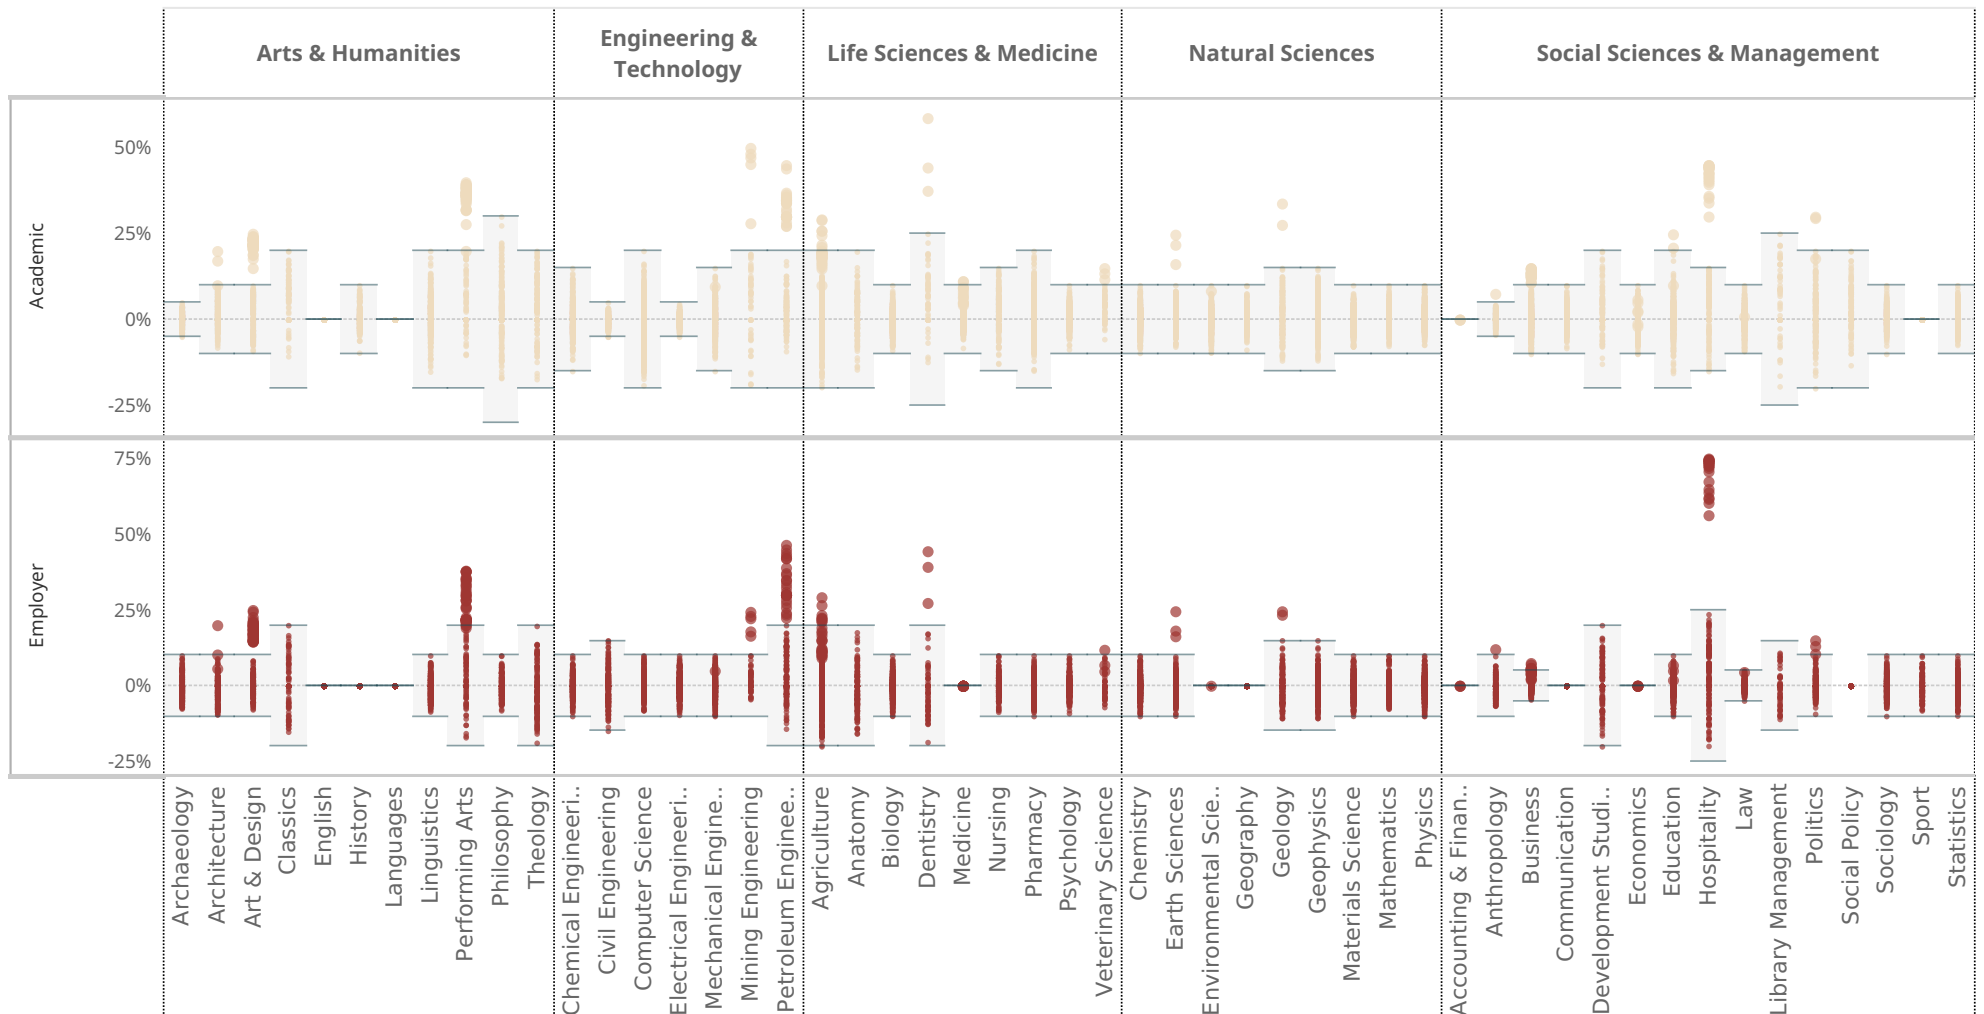 Arts & Humanities
Engineering &
Technology
Life Sciences & Medicine
Natural Sciences
Social Sciences & Management
Academic
50%
25%
0%
-25%
Employer
75%
50%
25%
0%
-25%
Archaeology
Architecture
Art & Design
Classics
English
History
Languages
Linguistics
Performing Arts
Philosophy
Theology
Chemical Engineeri..
Civil Engineering
Computer Science
Electrical Engineeri..
Mechanical Engine..
Mining Engineering
Petroleum Enginee..
Agriculture
Anatomy
Biology
Dentistry
Medicine
Nursing
Pharmacy
Psychology
Veterinary Science
Chemistry
Earth Sciences
Environmental Scie..
Geography
Geology
Geophysics
Materials Science
Mathematics
Physics
Accounting & Finan..
Anthropology
Business
Communication
Development Studi..
Economics
Education
Hospitality
Law
Library Management
Politics
Social Policy
Sociology
Sport
Statistics